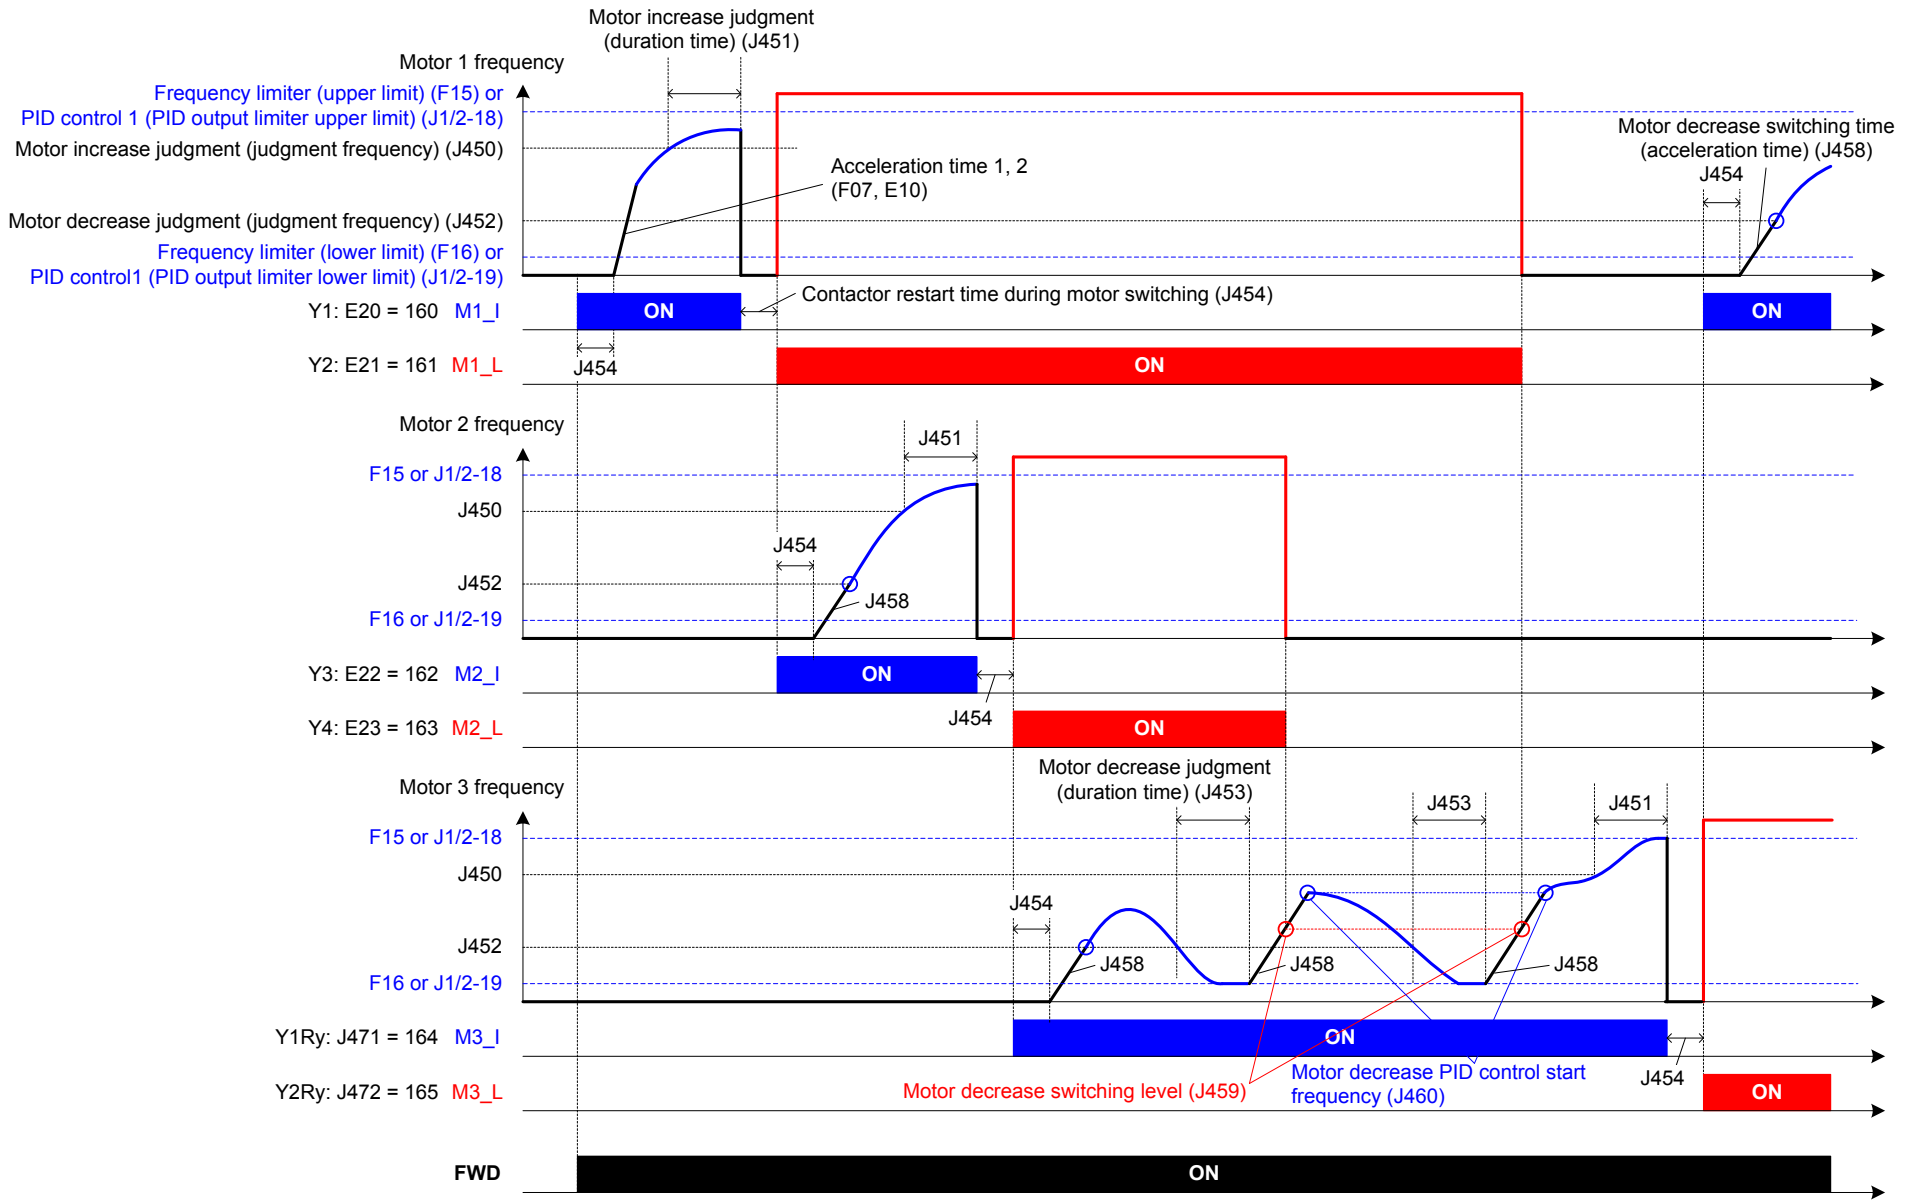 Motor increase judgment
(duration time) (J451)
Motor 1 frequency
Frequency limiter (upper limit) (F15) or
PID control 1 (PID output limiter upper limit) (J1/2-18)
Motor increase judgment (judgment frequency) (J450)
Motor decrease judgment (judgment frequency) (J452)
Frequency limiter (lower limit) (F16) or
PID control1 (PID output limiter lower limit) (J1/2-19)
Acceleration time 1, 2
(F07, E10)
Motor decrease switching time
(acceleration time) (J458)
J454
Y1: E20 = 160 M1_I
ON
Contactor restart time during motor switching (J454)
ON
Y2: E21 = 161 M1_L
J454
ON
Motor 2 frequency
J451
F15 or J1/2-18
J450
J454
J452
J458
F16 or J1/2-19
Y3: E22 = 162 M2_I
ON
J454
Y4: E23 = 163 M2_L
ON
Motor 3 frequency
Motor decrease judgment
(duration time) (J453)
J453
J451
F15 or J1/2-18
J450
J454
J452
J458
J458
J458
F16 or J1/2-19
Y1Ry: J471 = 164 M3_I
ON
J454
Y2Ry: J472 = 165 M3_L
Motor decrease switching level (J459)
Motor decrease PID control start
frequency (J460)
ON
FWD
ON